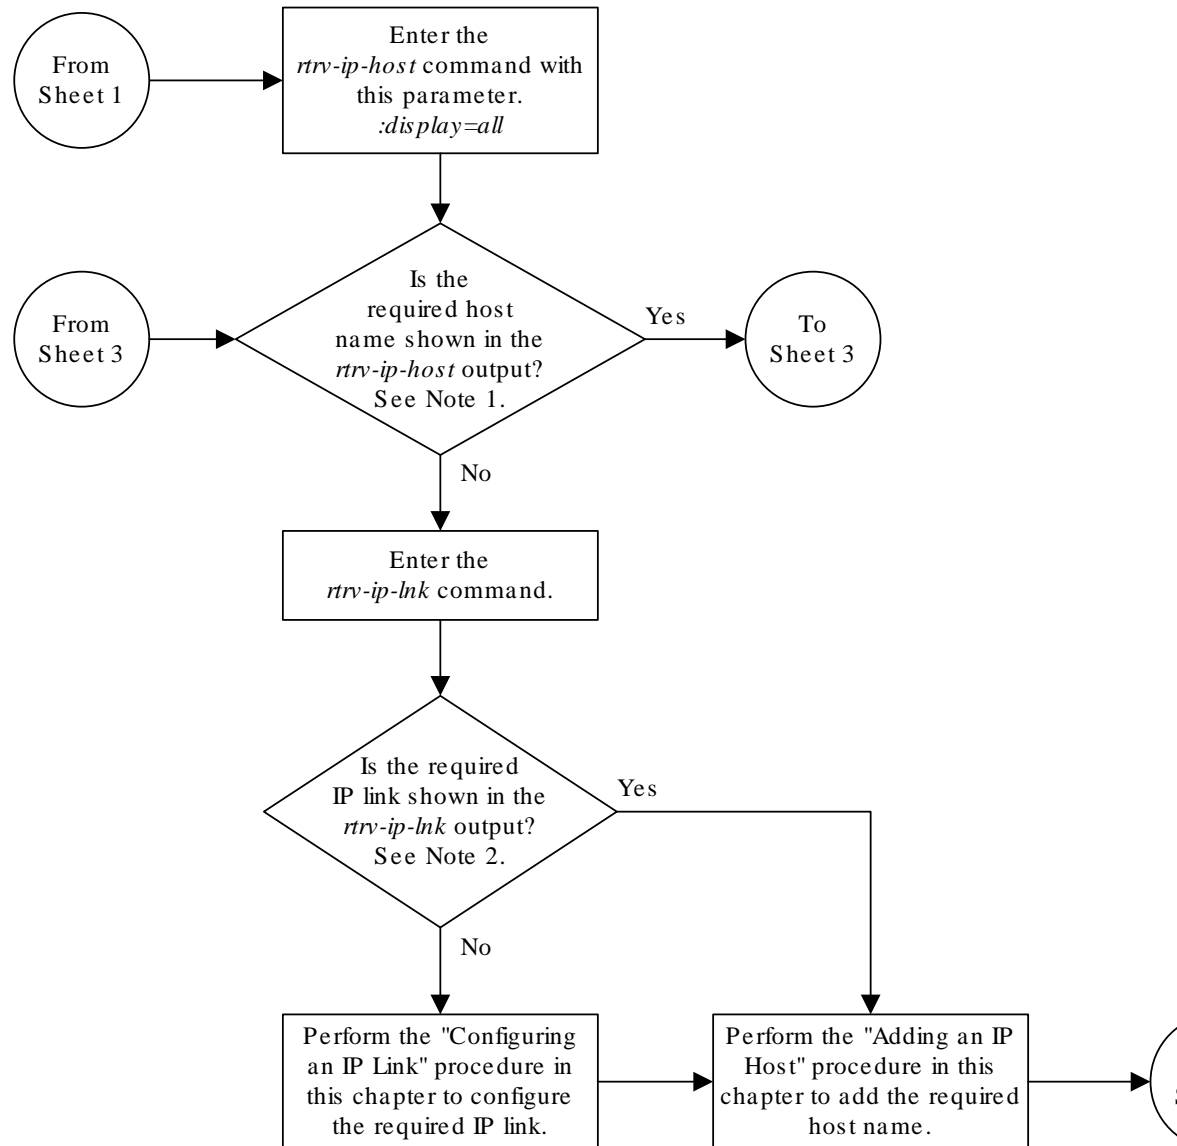 From
Sheet 1
Enter the
rtrv-ip-host command with
this parameter.
:display=all
From
Sheet 3
Is the
required host
name shown in the
rtrv-ip-host output?
See Note 1.
Yes
To
Sheet 3
No
Enter the
rtrv-ip-lnk command.
Is the required
IP link shown in the
rtrv-ip-lnk output?
See Note 2.
Yes
No
Perform the "Configuring
an IP Link" procedure in
this chapter to configure
the required IP link.
Perform the "Adding an IP
Host" procedure in this
chapter to add the required
host name.